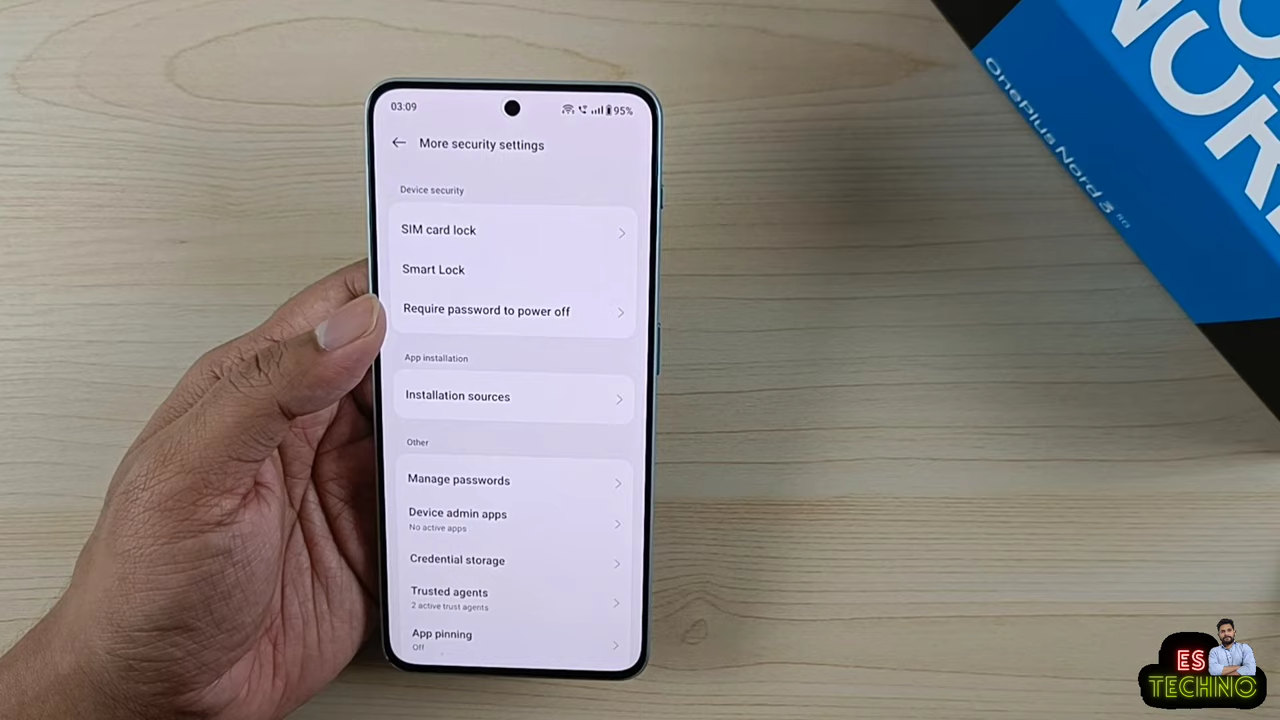 03:09
95%
More security settings
Device security
SIM card lock
Smart Lock
Require password to power off
App installation
Installation sources
Other
Manage passwords
Device admin apps
No active apps
Credential storage
Trusted agents
2 active trust agents
App pinning
Off
OnePlus Nord 3 5G
ES
TECHNO